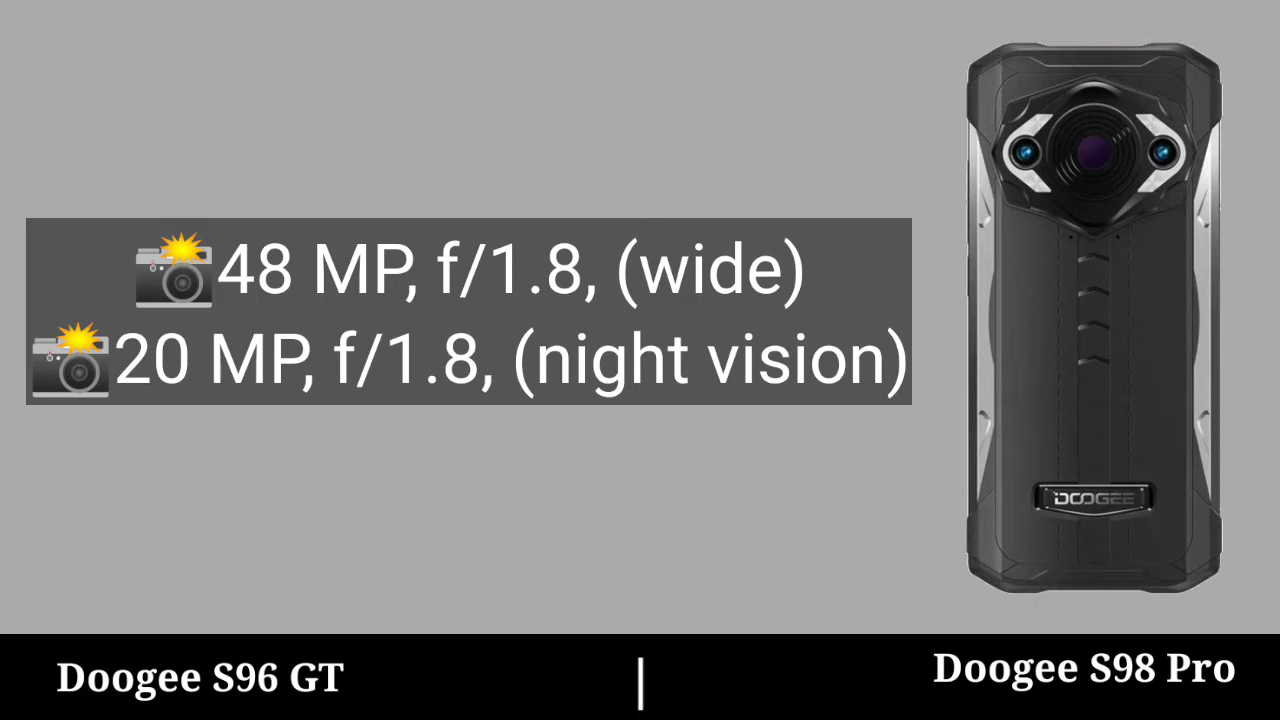 📸48 MP, f/1.8, (wide)
📸20 MP, f/1.8, (night vision)
DOOGEE
Doogee S96 GT | Doogee S98 Pro